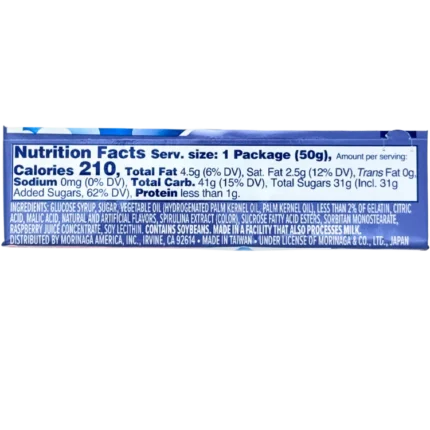 Nutrition Facts Serv. size: 1 Package (50g), Amount per serving:
Calories 210, Total Fat 4.5g (6% DV), Sat. Fat 2.5g (12% DV), Trans Fat 0g,
Sodium 0mg (0% DV), Total Carb. 41g (15% DV), Total Sugars 31g (Incl. 31g
Added Sugars, 62% DV), Protein less than 1g.
INGREDIENTS: GLUCOSE SYRUP, SUGAR, VEGETABLE OIL (HYDROGENATED PALM KERNEL OIL, PALM KERNEL OIL), LESS THAN 2% OF GELATIN, CITRIC
ACID, MALIC ACID, NATURAL AND ARTIFICIAL FLAVORS, SPIRULINA EXTRACT (COLOR), SUCROSE FATTY ACID ESTERS, SORBITAN MONOSTEARATE,
RASPBERRY JUICE CONCENTRATE, SOY LECITHIN. CONTAINS SOYBEANS. MADE IN A FACILITY THAT ALSO PROCESSES MILK.
DISTRIBUTED BY MORINAGA AMERICA, INC., IRVINE, CA 92614 • MADE IN TAIWAN • UNDER LICENSE OF MORINAGA & CO., LTG., JAPAN